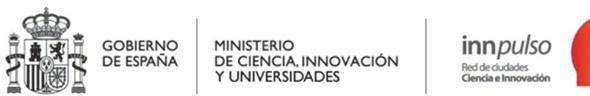 GOBIERNO
DE ESPAÑA
MINISTERIO
DE CIENCIA, INNOVACIÓN
Y UNIVERSIDADES
innpulso
Red de ciudades
Ciencia e Innovación